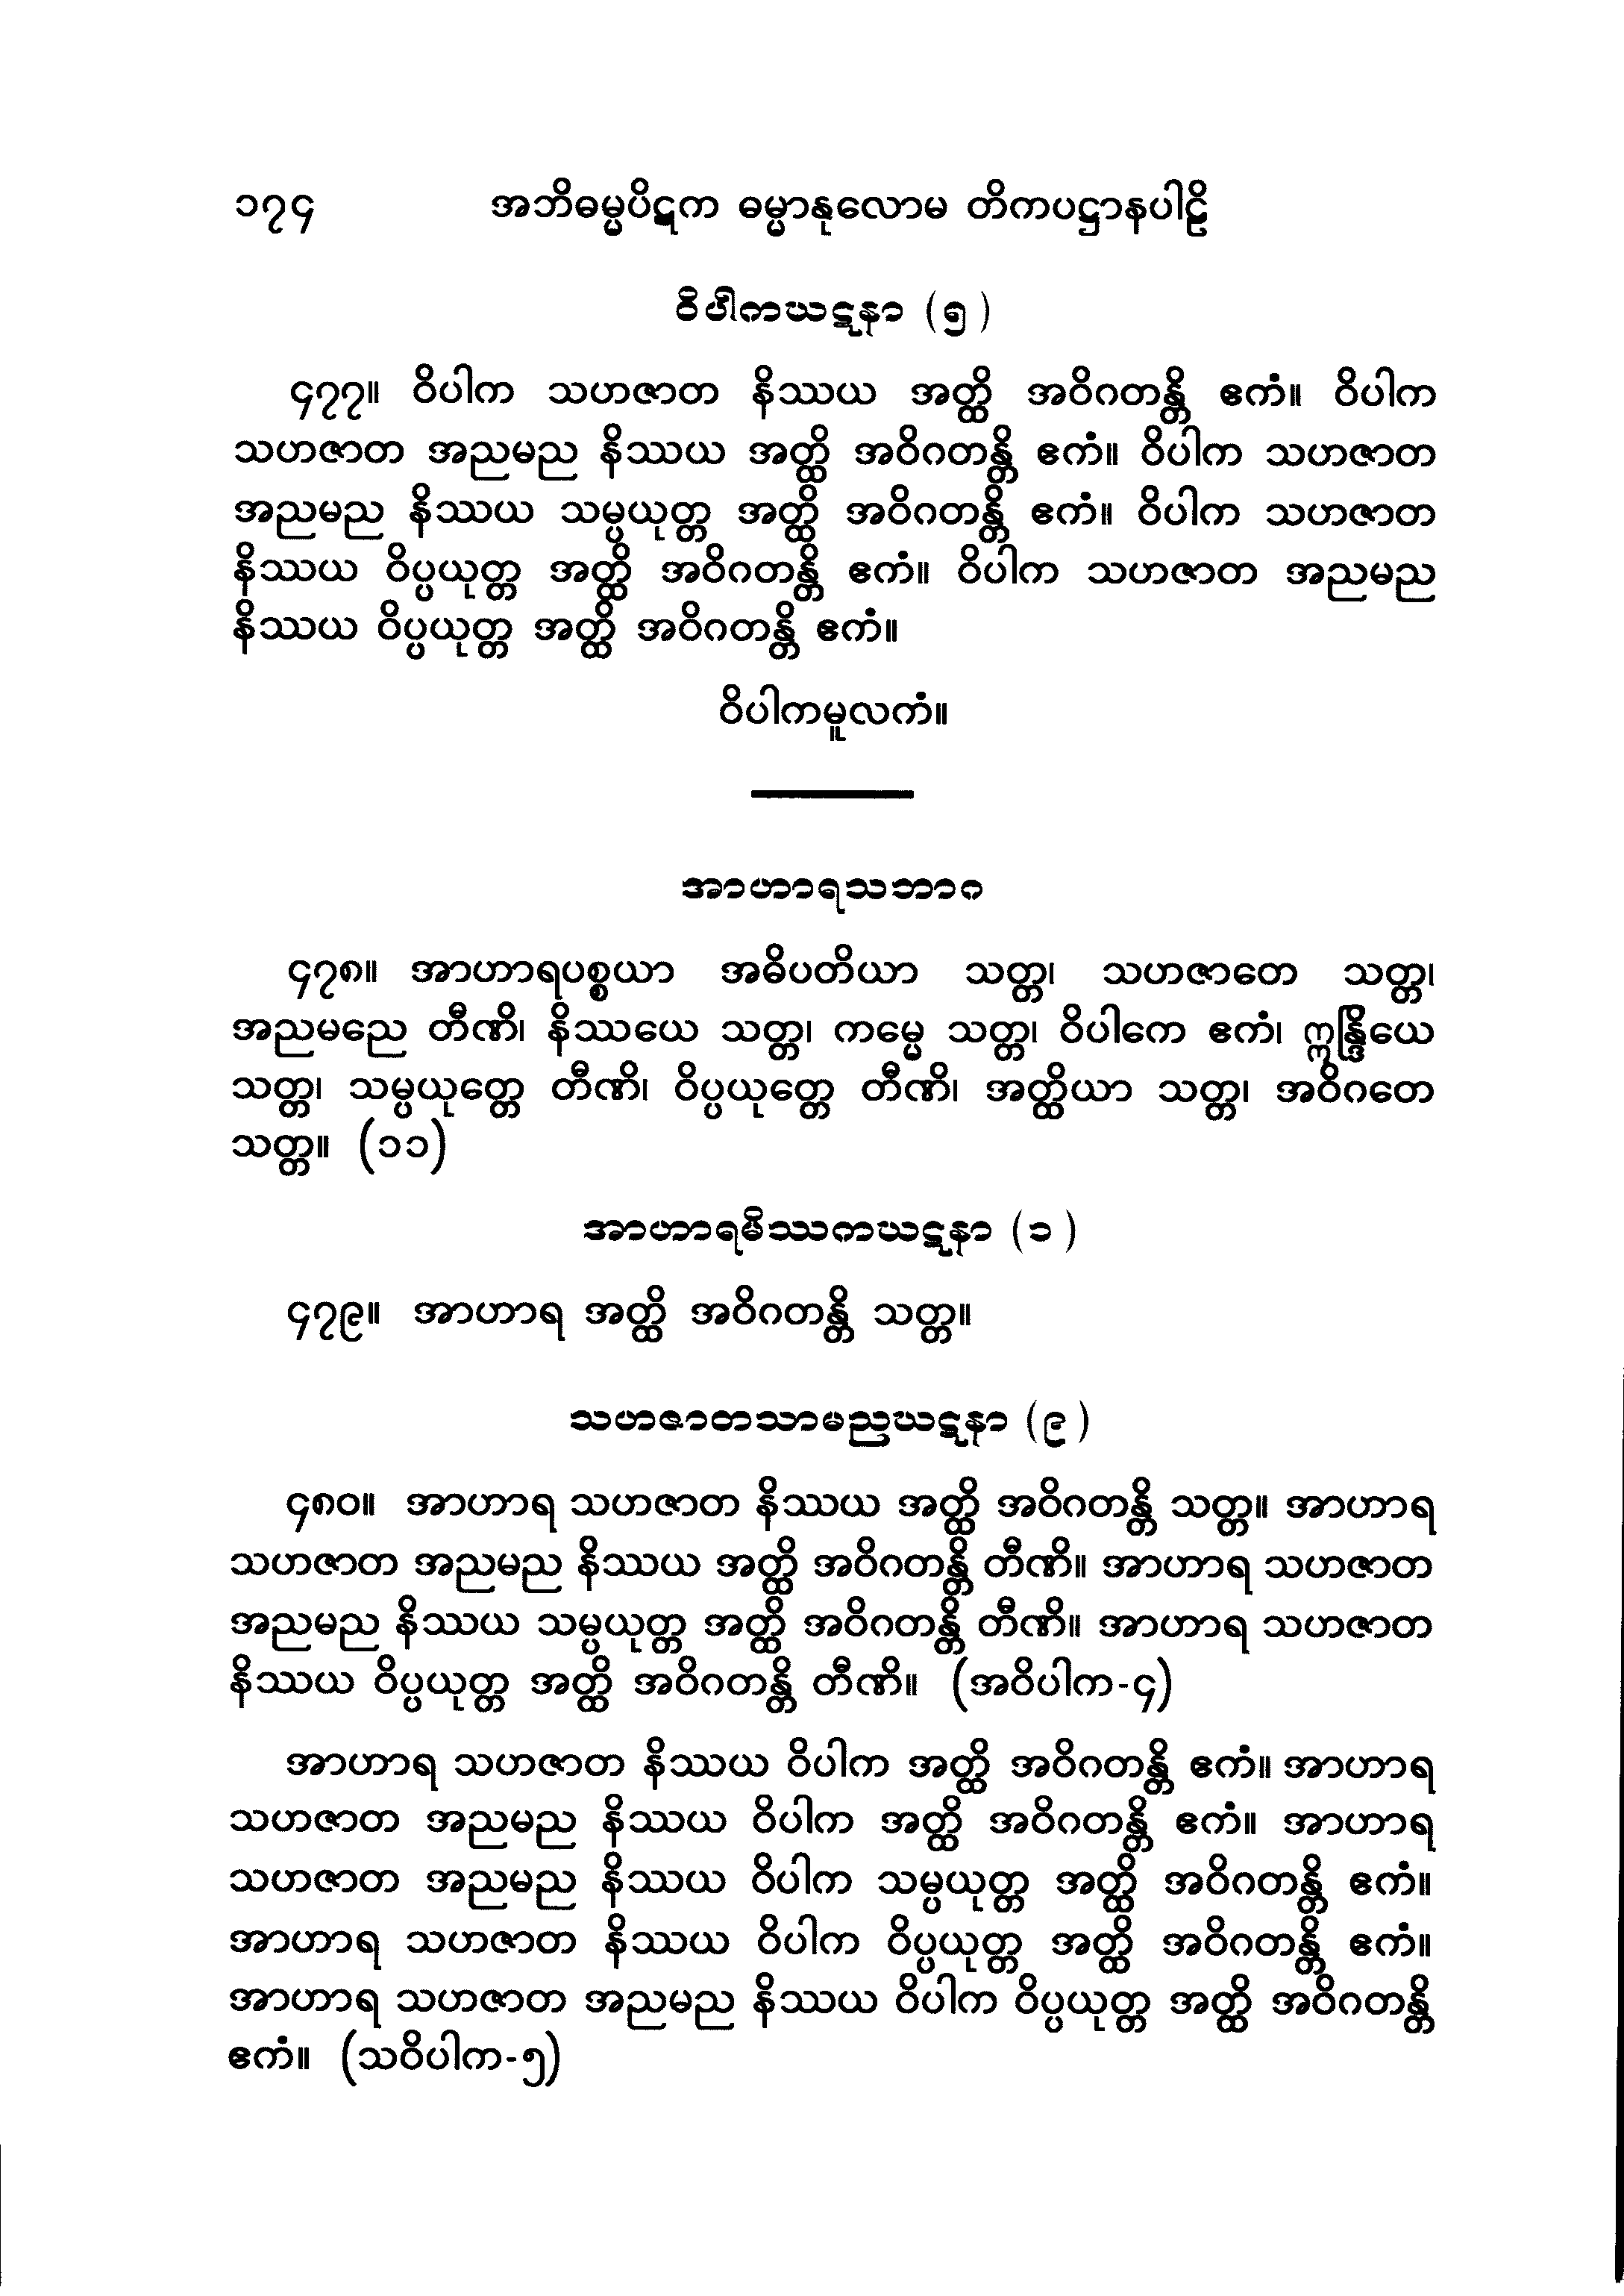 ၁၇၄ အဘိဓမ္မပိဋက ဓမ္မာနုလောမ တိကပဋ္ဌာနပါဠိ
ဝိပါကဃဋနာ (၅)
၄၇၇။ ဝိပါက သဟဇာတ နိဿယ အတ္ထိ အဝိဂတန္တိ ဧကံ။ ဝိပါက
သဟဇာတ အညမည နိဿယ အတ္ထိ အဝိဂတန္တိ ဧကံ။ ဝိပါက သဟဇာတ
အညမည နိဿယ သမ္ပယုတ္တ အတ္ထိ အဝိဂတန္တိ ဧကံ။ ဝိပါက သဟဇာတ
နိဿယ ဝိပ္ပယုတ္တ အတ္ထိ အဝိဂတန္တိ ဧကံ။ ဝိပါက သဟဇာတ အညမည
နိဿယ ဝိပ္ပယုတ္တ အတ္ထိ အဝိဂတန္တိ ဧကံ။
ဝိပါကမူလကံ။
အာဟာရသဘာဂ
၄၇၈။ အာဟာရပစ္စယာ အဓိပတိယာ သတ္တ၊ သဟဇာတေ သတ္တ၊
အညမညေ တီဏိ၊ နိဿယေ သတ္တ၊ ကမ္မေ သတ္တ၊ ဝိပါကေ ဧကံ၊ ဣန္ဒြိယေ
သတ္တ၊ သမ္ပယုတ္တေ တီဏိ၊ ဝိပ္ပယုတ္တေ တီဏိ၊ အတ္ထိယာ သတ္တ၊ အဝိဂတေ
သတ္တ။ (၁၁)
အာဟာရမိဿကဃဋနာ (၁)
၄၇၉။ အာဟာရ အတ္ထိ အဝိဂတန္တိ သတ္တ။
သဟဇာတသာမညဃဋနာ (၉)
၄၈၀။ အာဟာရ သဟဇာတ နိဿယ အတ္ထိ အဝိဂတန္တိ သတ္တ။ အာဟာရ
သဟဇာတ အညမည နိဿယ အတ္ထိ အဝိဂတန္တိ တီဏိ။ အာဟာရ သဟဇာတ
အညမည နိဿယ သမ္ပယုတ္တ အတ္ထိ အဝိဂတန္တိ တီဏိ။ အာဟာရ သဟဇာတ
နိဿယ ဝိပ္ပယုတ္တ အတ္ထိ အဝိဂတန္တိ တီဏိ။ (အဝိပါက-၄)
အာဟာရ သဟဇာတ နိဿယ ဝိပါက အတ္ထိ အဝိဂတန္တိ ဧကံ။ အာဟာရ
သဟဇာတ အညမည နိဿယ ဝိပါက အတ္ထိ အဝိဂတန္တိ ဧကံ။ အာဟာရ
သဟဇာတ အညမည နိဿယ ဝိပါက သမ္ပယုတ္တ အတ္ထိ အဝိဂတန္တိ ဧကံ။
အာဟာရ သဟဇာတ နိဿယ ဝိပါက ဝိပ္ပယုတ္တ အတ္ထိ အဝိဂတန္တိ ဧကံ။
အာဟာရ သဟဇာတ အညမည နိဿယ ဝိပါက ဝိပ္ပယုတ္တ အတ္ထိ အဝိဂတန္တိ
ဧကံ။ (သဝိပါက-၅)